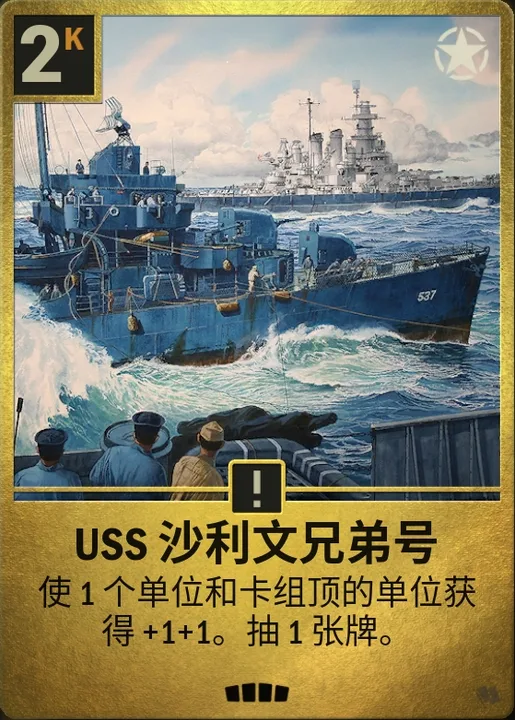 2K
537
!
USS 沙利文兄弟号
使 1 个单位和卡组顶的单位获
得 +1+1。抽 1 张牌。